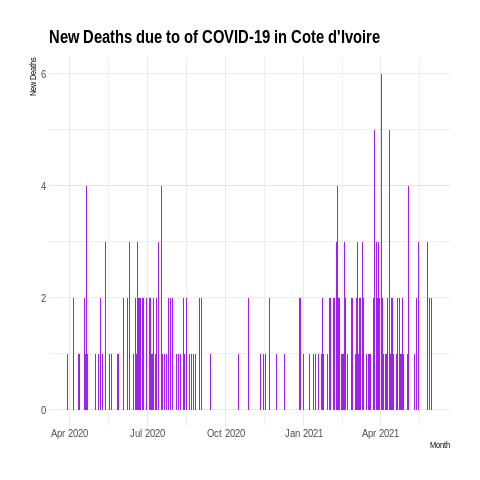 New Deaths due to of COVID-19 in Cote d'Ivoire
New Deaths
6
4
2
0
Apr 2020 Jul 2020 Oct 2020 Jan 2021 Apr 2021
Month